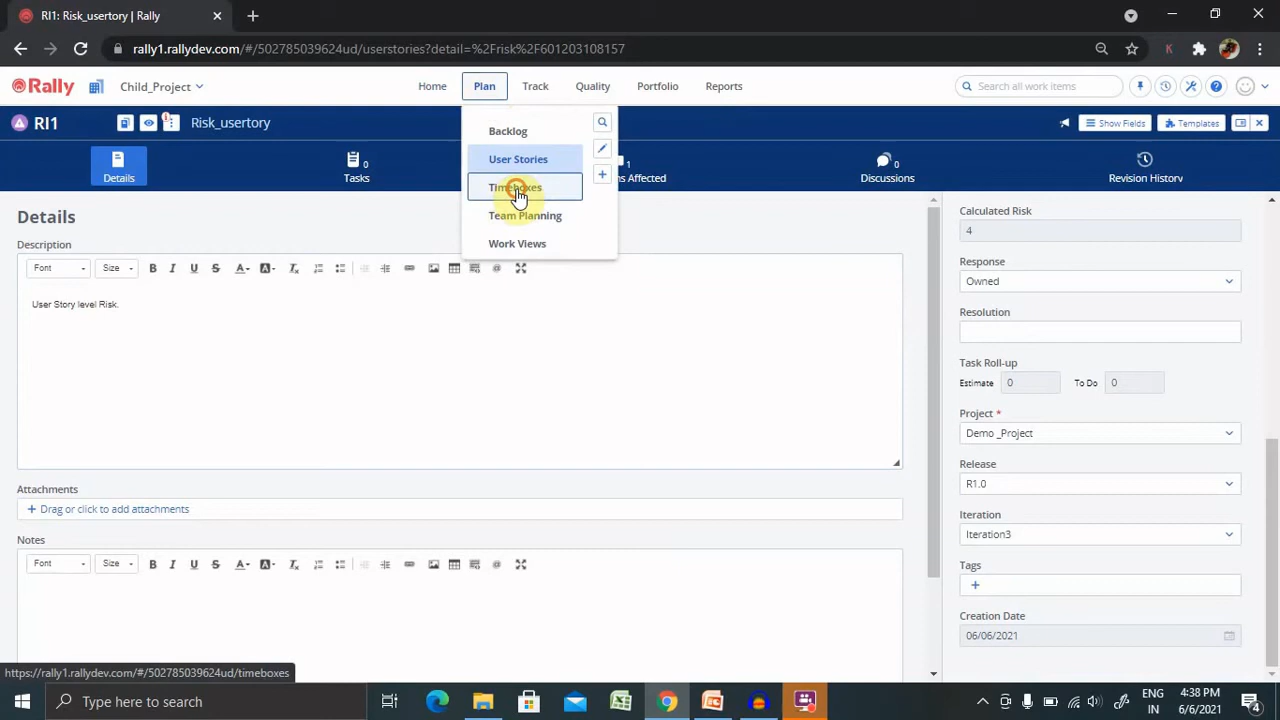 RI1: Risk_usertory | Rally
rally1.rallydev.com/#/502785039624ud/userstories?detail=%2Frisk%2F601203108157
Rally
Child_Project
Home
Plan
Track
Quality
Portfolio
Reports
Search all work items
RI1
Risk_usertory
Show Fields
Templates
Backlog
User Stories
Timeboxes
Team Planning
Work Views
Details
0
Tasks
1
ns Affected
0
Discussions
Revision History
Details
Description
Font
Size
User Story level Risk.
Attachments
+ Drag or click to add attachments
Notes
Font
Size
Calculated Risk
4
Response
Owned
Resolution
Task Roll-up
Estimate 0 To Do 0
Project *
Demo _Project
Release
R1.0
Iteration
Iteration3
Tags
+
Creation Date
06/06/2021
https://rally1.rallydev.com/#/502785039624ud/timeboxes
Type here to search
ENG
IN
4:38 PM
6/6/2021
4